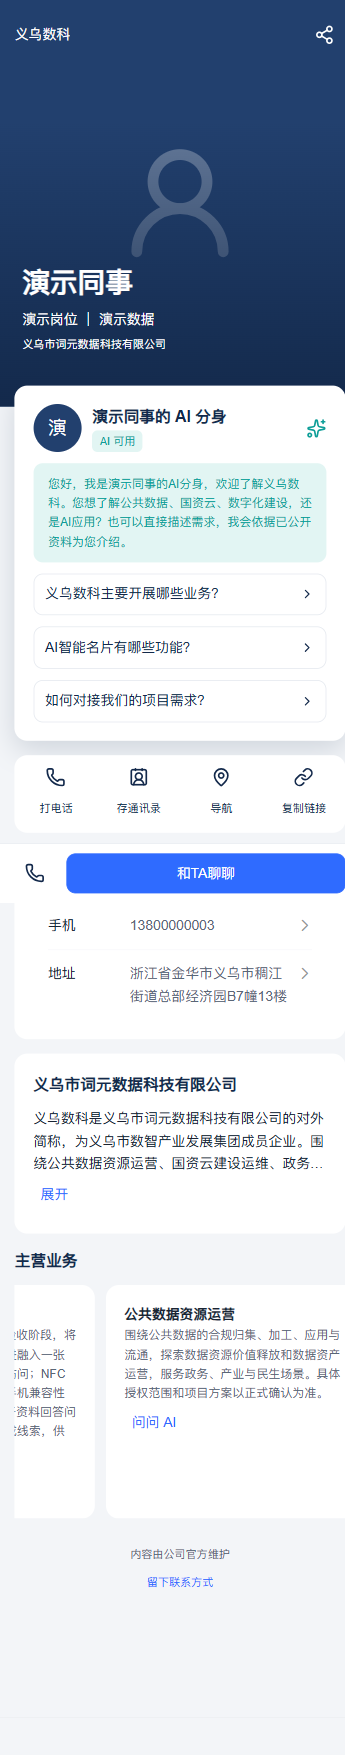 义乌数科
演示同事
演示岗位 | 演示数据
义乌市词元数据科技有限公司
演
演示同事的 AI 分身
AI 可用
您好，我是演示同事的AI分身，欢迎了解义乌数
科。您想了解公共数据、国资云、数字化建设，还
是AI应用？也可以直接描述需求，我会依据已公开
资料为您介绍。
义乌数科主要开展哪些业务？
AI智能名片有哪些功能？
如何对接我们的项目需求？
打电话 存通讯录 导航 复制链接
和TA聊聊
手机 13800000003
地址 浙江省金华市义乌市稠江
街道总部经济园B7幢13楼
义乌市词元数据科技有限公司
义乌数科是义乌市词元数据科技有限公司的对外
简称，为义乌市数智产业发展集团成员企业。围
绕公共数据资源运营、国资云建设运维、政务...
展开
主营业务
收阶段，将
融入一张
问；NFC
机兼容性
资料回答问
线索，供
公共数据资源运营
围绕公共数据的合规归集、加工、应用与
流通，探索数据资源价值释放和数据资产
运营，服务政务、产业与民生场景。具体
授权范围和项目方案以正式确认为准。
问问 AI
内容由公司官方维护
留下联系方式